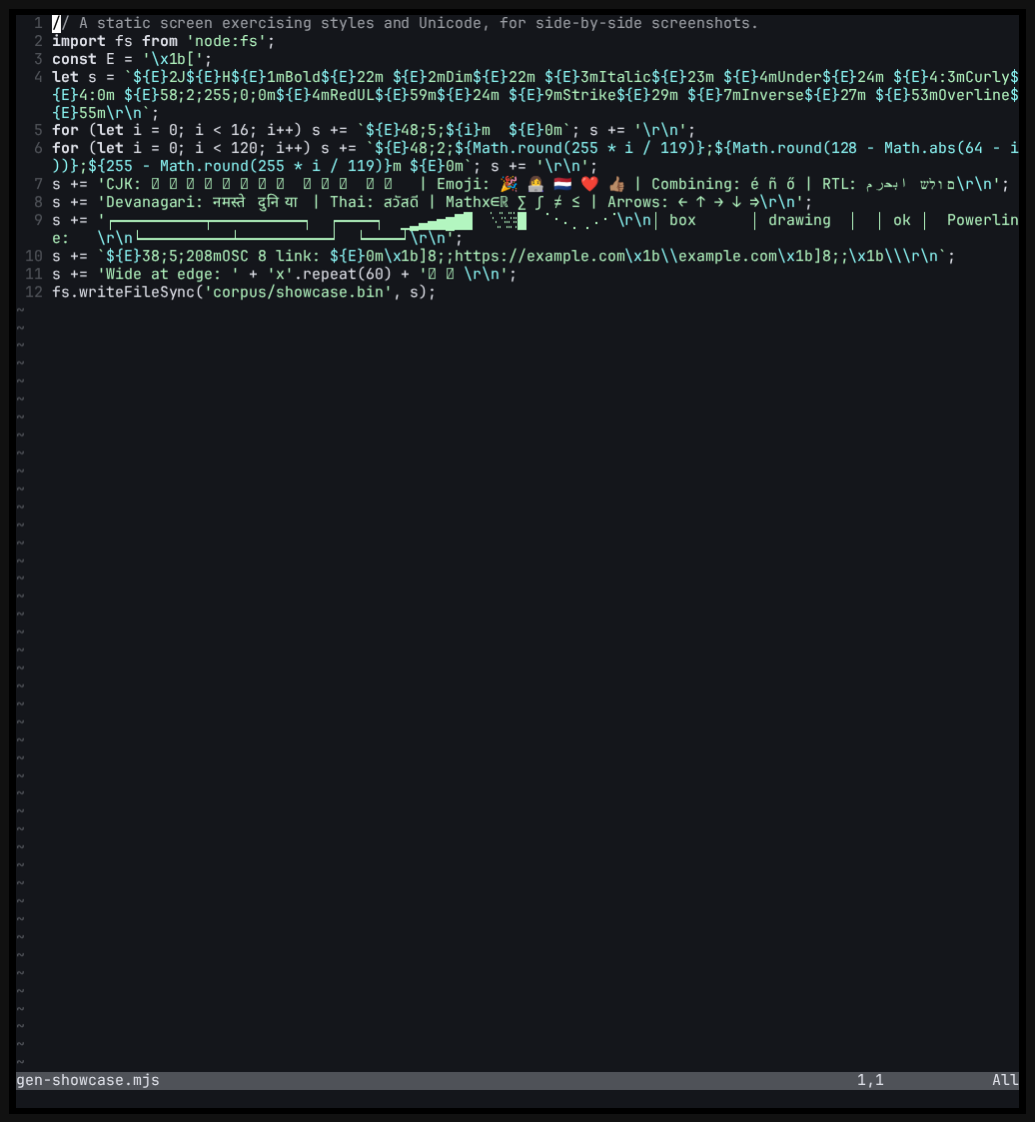 1 // A static screen exercising styles and Unicode, for side-by-side screenshots.
2 import fs from 'node:fs';
3 const E = '\x1b[';
4 let s = `${E}2J${E}H${E}1mBold${E}22m ${E}2mDim${E}22m ${E}3mItalic${E}23m ${E}4mUnder${E}24m ${E}4:3mCurly$
{E}4:0m ${E}58;2;255;0;0m${E}4mRedUL${E}59m${E}24m ${E}9mStrike${E}29m ${E}7mInverse${E}27m ${E}53mOverline$
{E}55m\r\n`;
5 for (let i = 0; i < 16; i++) s += `${E}48;5;${i}m  ${E}0m`; s += '\r\n';
6 for (let i = 0; i < 120; i++) s += `${E}48;2;${Math.round(255 * i / 119)};${Math.round(128 - Math.abs(64 - i
))};${255 - Math.round(255 * i / 119)}m ${E}0m`; s += '\r\n';
7 s += 'CJK: | Emoji: 🎉 ❤️ 👍🏽 | Combining: é ñ ő | RTL: \r\n';
8 s += 'Devanagari: नमस्ते दुनिया | Thai: | Math: ∈ℝ ∑ ∫ ≠ ≤ | Arrows: ← ↑ → ↓ ⇒\r\n';
9 s += ' \r\n│ box │ drawing │ │ ok │ Powerlin
e: \r\n \r\n';
10 s += `${E}38;5;208mOSC 8 link: ${E}0m\x1b]8;;https://example.com\x1b\\example.com\x1b]8;;\x1b\\\r\n`;
11 s += 'Wide at edge: ' + 'x'.repeat(60) + ' \r\n';
12 fs.writeFileSync('corpus/showcase.bin', s);
gen-showcase.mjs 1,1 All